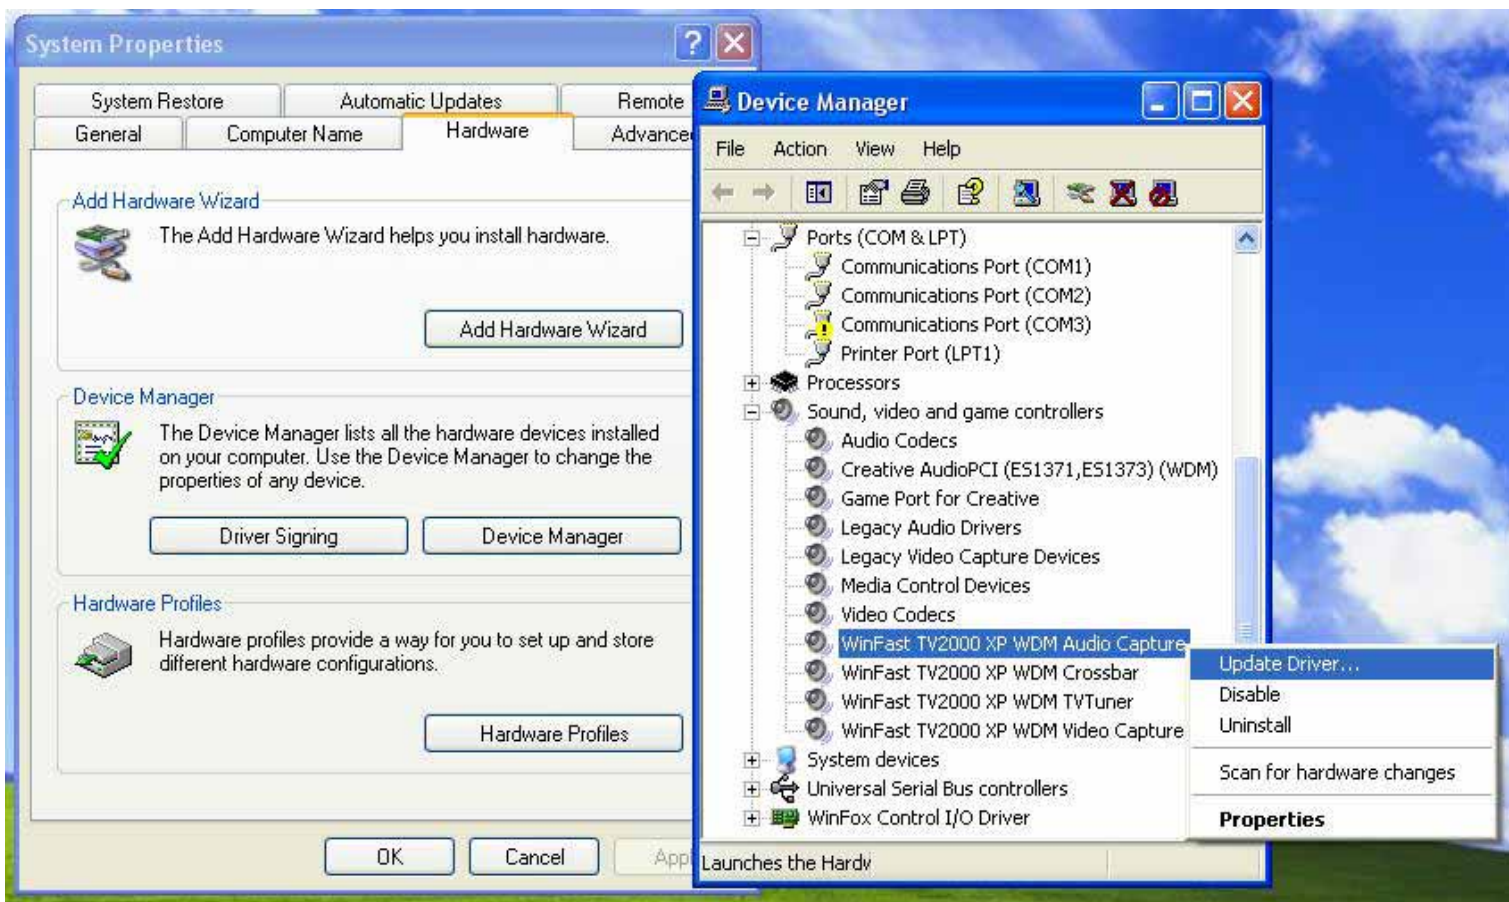 System Properties
System Restore
Automatic Updates
Remote
General
Computer Name
Hardware
Add Hardware Wizard
The Add Hardware Wizard helps you install hardware.
Add Hardware Wizard
Device Manager
The Device Manager lists all the hardware devices installed
on your computer. Use the Device Manager to change the
properties of any device.
Driver Signing
Device Manager
Hardware Profiles
Hardware profiles provide a way for you to set up and store
different hardware configurations.
Hardware Profiles
OK
Cancel
Device Manager
File Action View Help
Ports (COM & LPT)
Communications Port (COM1)
Communications Port (COM2)
Communications Port (COM3)
Printer Port (LPT1)
Processors
Sound, video and game controllers
Audio Codecs
Creative AudioPCI (ES1371,ES1373) (WDM)
Game Port for Creative
Legacy Audio Drivers
Legacy Video Capture Devices
Media Control Devices
Video Codecs
WinFast TV2000 XP WDM Audio Capture
WinFast TV2000 XP WDM Crossbar
WinFast TV2000 XP WDM TVTuner
WinFast TV2000 XP WDM Video Capture
System devices
Universal Serial Bus controllers
WinFox Control I/O Driver
Launches the Hardw
Update Driver...
Disable
Uninstall
Scan for hardware changes
Properties